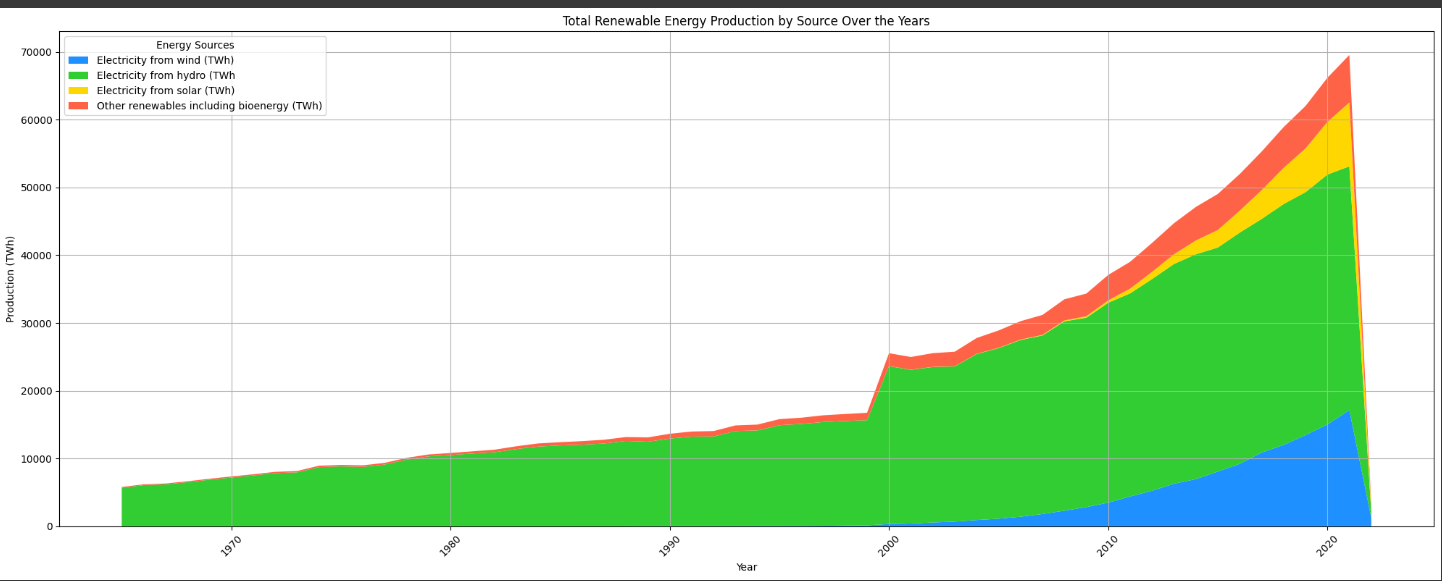 Total Renewable Energy Production by Source Over the Years
Energy Sources
Electricity from wind (TWh)
Electricity from hydro (TWh
Electricity from solar (TWh)
Other renewables including bioenergy (TWh)
70000
60000
50000
40000
30000
20000
10000
0
Production (TWh)
1970
1980
1990
2000
2010
2020
Year